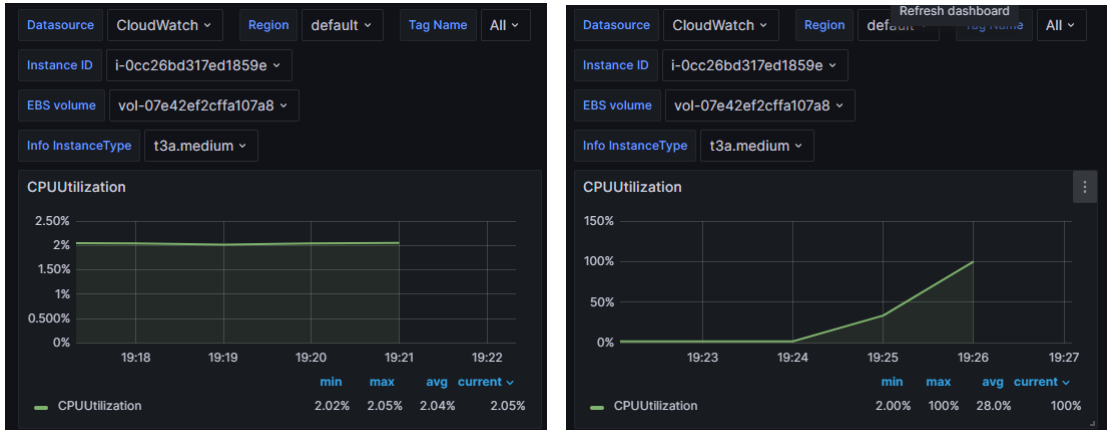 Datasource CloudWatch Region default Tag Name All
Instance ID i-0cc26bd317ed1859e
EBS volume vol-07e42ef2cffa107a8
Info InstanceType t3a.medium
CPUUtilization
2.50%
2%
1.50%
1%
0.500%
0%
19:18 19:19 19:20 19:21 19:22
min max avg current
CPUUtilization 2.02% 2.05% 2.04% 2.05%
Refresh dashboard
Datasource CloudWatch Region default Tag Name All
Instance ID i-0cc26bd317ed1859e
EBS volume vol-07e42ef2cffa107a8
Info InstanceType t3a.medium
CPUUtilization
150%
100%
50%
0%
19:23 19:24 19:25 19:26 19:27
min max avg current
CPUUtilization 2.00% 100% 28.0% 100%